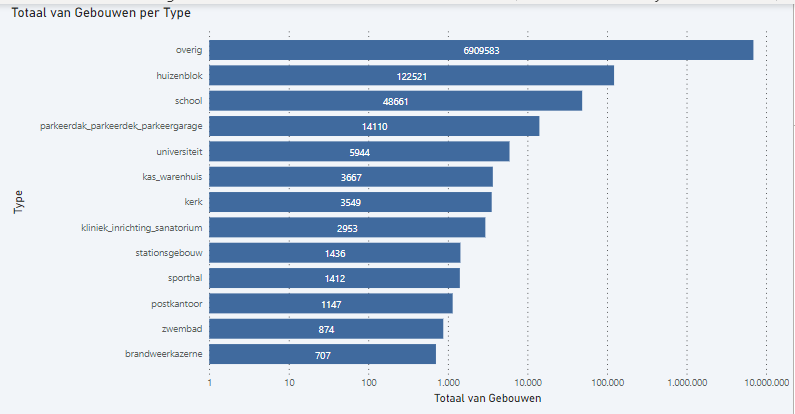 Totaal van Gebouwen per Type
overig 6909583
huizenblok 122521
school 48661
parkeerdak_parkeerdek_parkeergarage 14110
universiteit 5944
kas_warenhuis 3667
kerk 3549
kliniek_inrichting_sanatorium 2953
stationsgebouw 1436
sporthal 1412
postkantoor 1147
zwembad 874
brandweerkazerne 707
Type
1 10 100 1.000 10.000 100.000 1.000.000 10.000.000
Totaal van Gebouwen